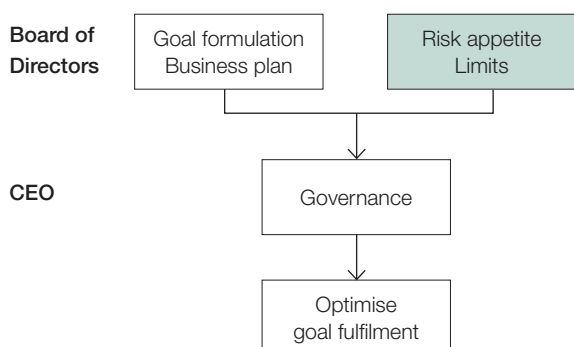 Board of
Directors
Goal formulation
Business plan
Risk appetite
Limits
CEO
Governance
Optimise
goal fulfilment